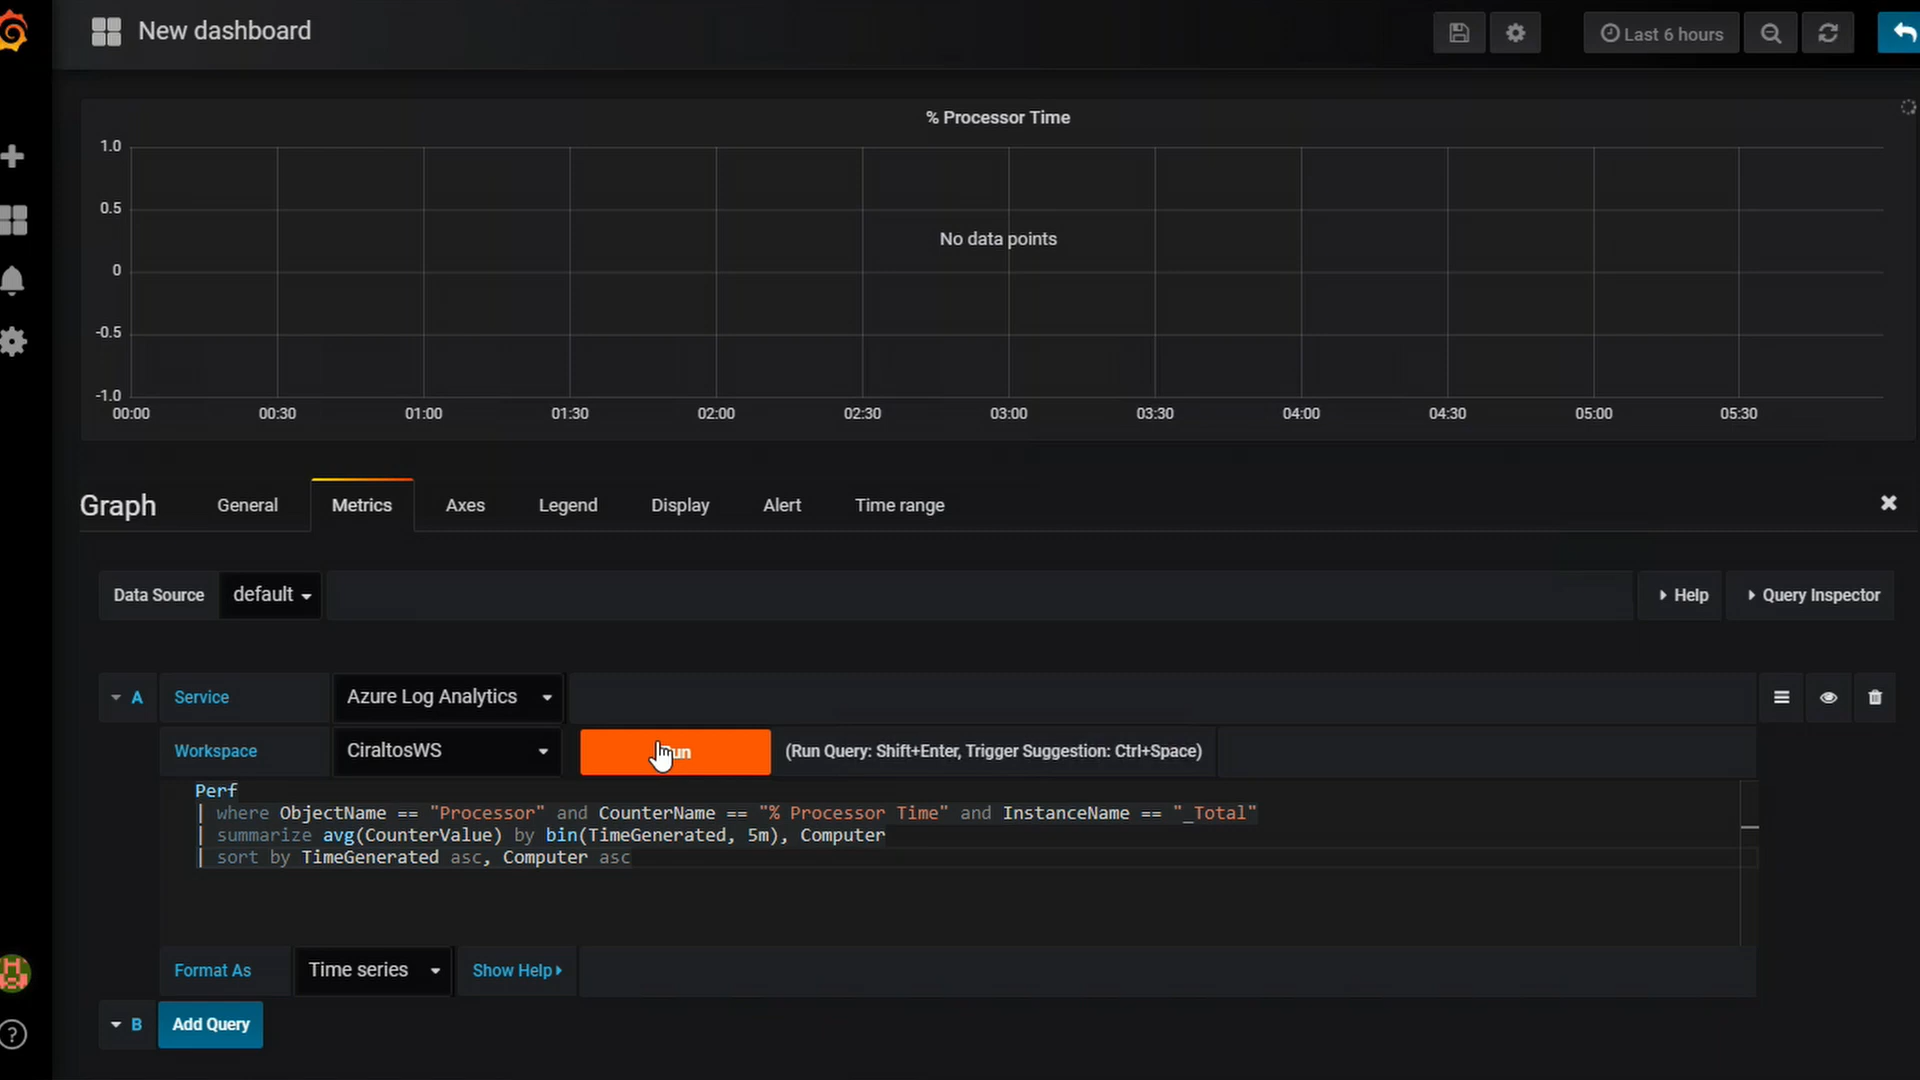 New dashboard
Last 6 hours
% Processor Time
1.0
0.5
No data points
0
-0.5
-1.0
00:00 00:30 01:00 01:30 02:00 02:30 03:00 03:30 04:00 04:30 05:00 05:30
Graph General Metrics Axes Legend Display Alert Time range
Data Source default Help Query Inspector
A Service Azure Log Analytics
Workspace CiraltosWS (Run Query: Shift+Enter, Trigger Suggestion: Ctrl+Space)
Perf
| where ObjectName == "Processor" and CounterName == "% Processor Time" and InstanceName == "_Total"
| summarize avg(CounterValue) by bin(TimeGenerated, 5m), Computer
| sort by TimeGenerated asc, Computer asc
Format As Time series Show Help
B Add Query